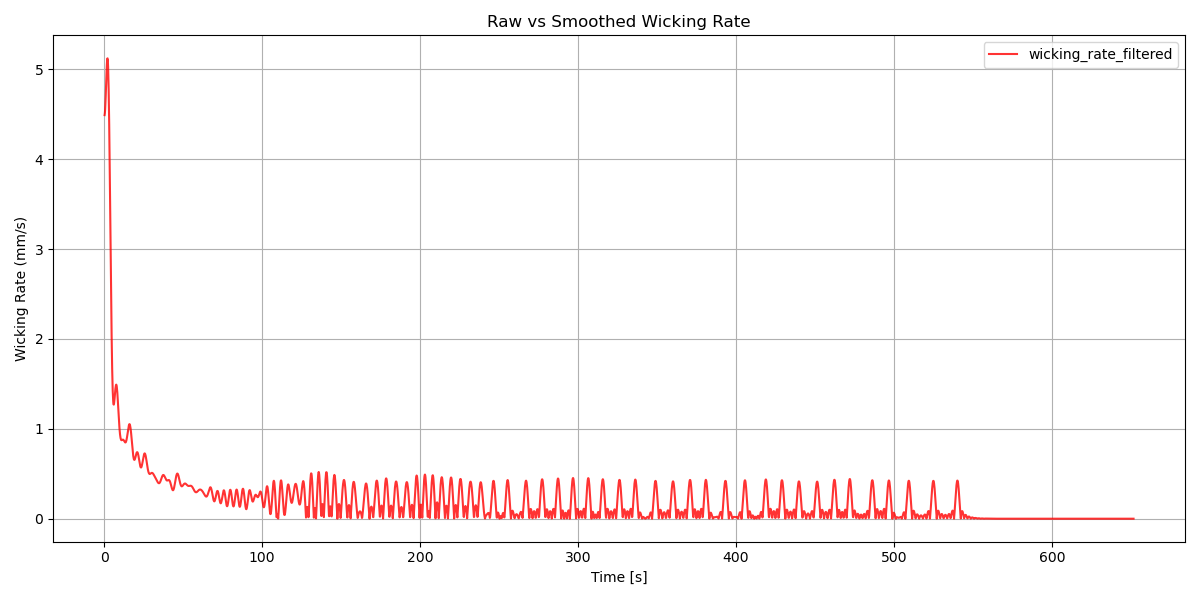 Raw vs Smoothed Wicking Rate
wicking_rate_filtered
Wicking Rate (mm/s)
5
4
3
2
1
0
0 100 200 300 400 500 600
Time [s]